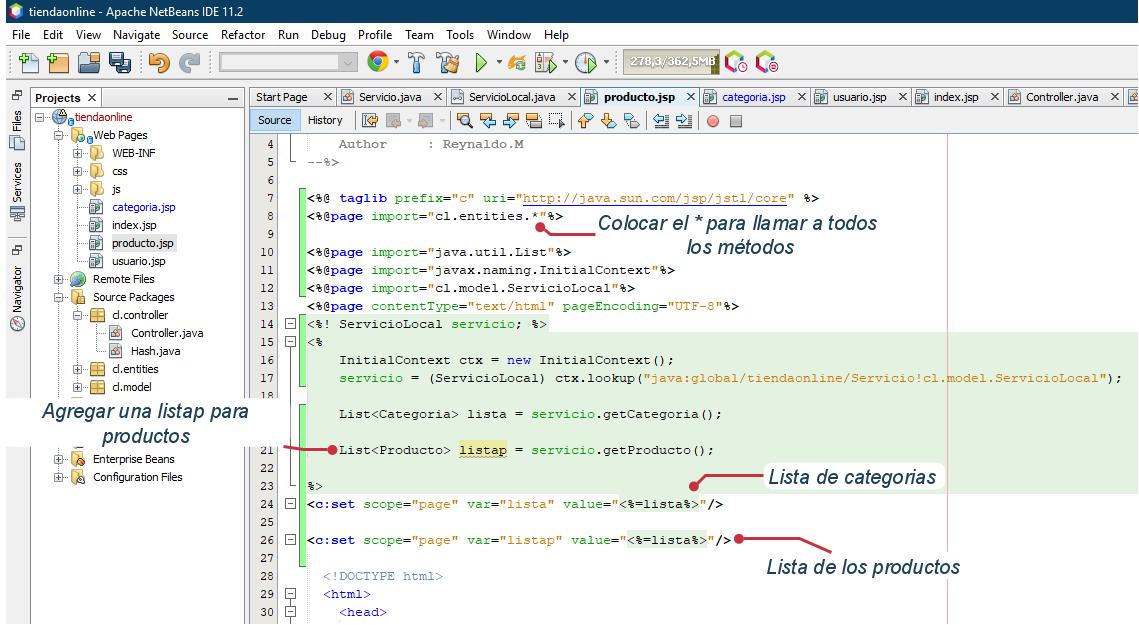 tiendaonline - Apache NetBeans IDE 11.2
File Edit View Navigate Source Refactor Run Debug Profile Team Tools Window Help
278,3/362,5MB
Files
Services
Navigator
Projects
tiendaonline
Web Pages
WEB-INF
css
js
categoria.jsp
index.jsp
producto.jsp
usuario.jsp
Remote Files
Source Packages
cl.controller
Controller.java
Hash.java
cl.entities
cl.model
Enterprise Beans
Configuration Files
Start Page Servicio.java ServicioLocal.java producto.jsp categoria.jsp usuario.jsp index.jsp Controller.java
Source History
4 Author : Reynaldo.M
5 --%>
6
7 <%@ taglib prefix="c" uri="http://java.sun.com/jsp/jstl/core" %>
8 <%@page import="cl.entities.*"%>
9
10 <%@page import="java.util.List"%>
11 <%@page import="javax.naming.InitialContext"%>
12 <%@page import="cl.model.ServicioLocal"%>
13 <%@page contentType="text/html" pageEncoding="UTF-8"%>
14 <%! ServicioLocal servicio; %>
15 <%
16 InitialContext ctx = new InitialContext();
17 servicio = (ServicioLocal) ctx.lookup("java:global/tiendaonline/Servicio!cl.model.ServicioLocal");
18
List<Categoria> lista = servicio.getCategoria();
21 List<Producto> listap = servicio.getProducto();
22
23 %>
24 <c:set scope="page" var="lista" value="<%=lista%>"/>
25
26 <c:set scope="page" var="listap" value="<%=lista%>"/>
27
28 <!DOCTYPE html>
29 <html>
30 <head>
Colocar el * para llamar a todos
los métodos
Agregar una listap para
productos
Lista de categorias
Lista de los productos